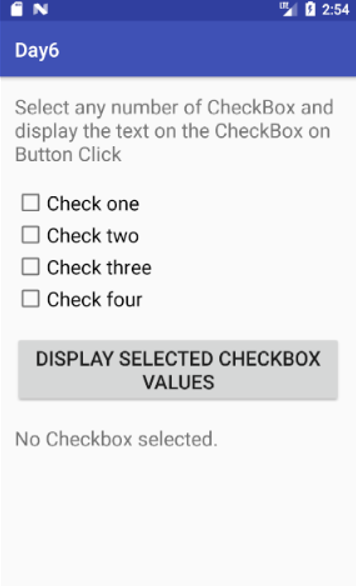 LTE 2:54
Day6
Select any number of CheckBox and
display the text on the CheckBox on
Button Click
Check one
Check two
Check three
Check four
DISPLAY SELECTED CHECKBOX
VALUES
No Checkbox selected.